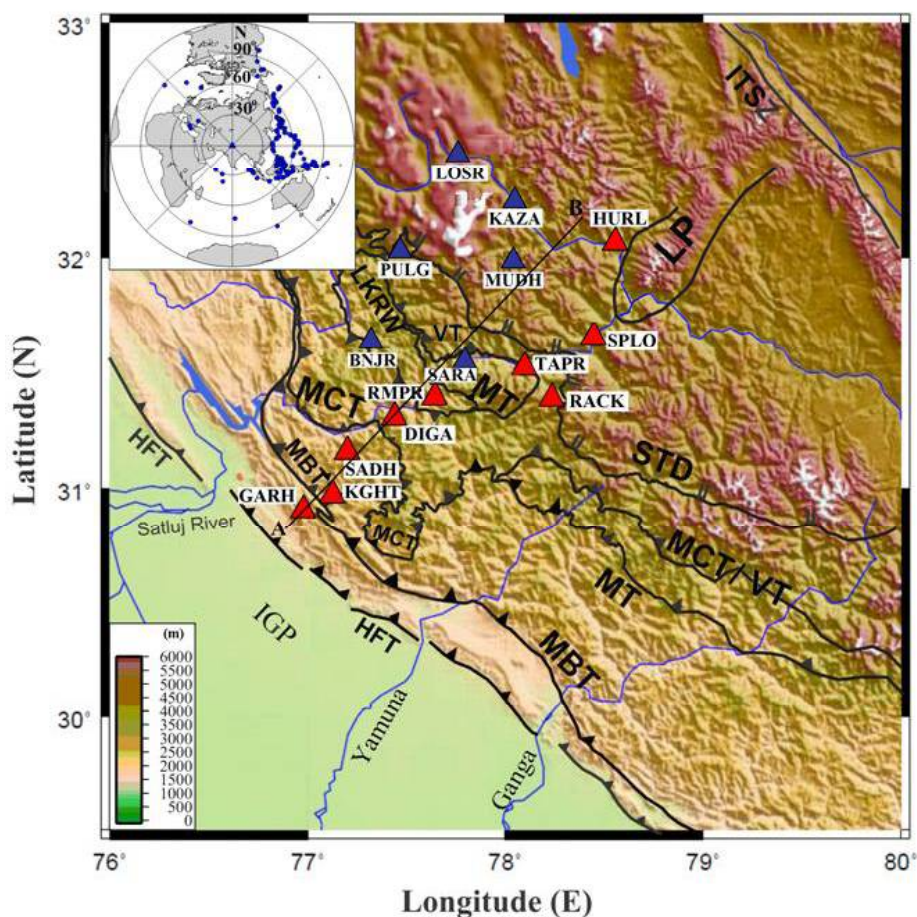 33°
N
90°
60°
30°
ITSZ
LOSR
KAZA
B
HURL
LP
32°
PULG
MUDH
LKRW
VT
SPLO
BNJR
SARA
TAPR
RMPR
MT
RACK
MCT
DIGA
HFT
MBT
SADH
STD
31°
GARH
KGHT
Satluj River
A
MCT
MCT/VT
MT
IGP
HFT
MBT
(m)
6000
5500
5000
4500
4000
3500
3000
2500
2000
1500
1000
500
0
30°
Yamuna
Ganga
76°
77°
78°
79°
80°
Latitude (N)
Longitude (E)